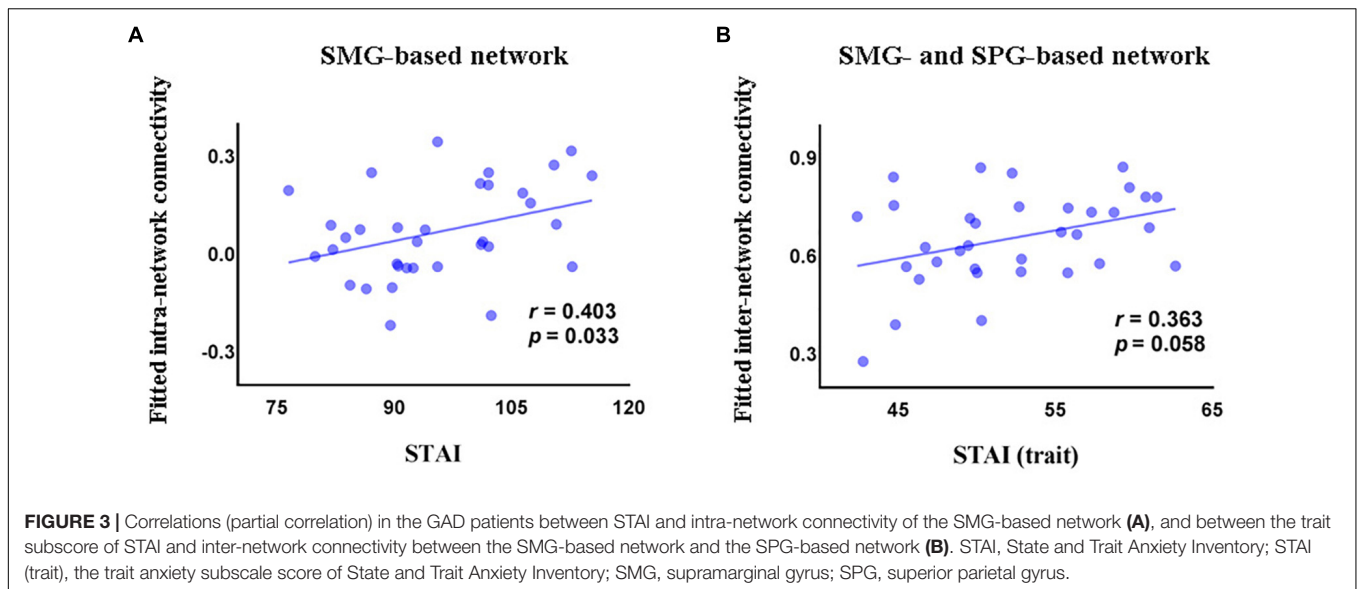 A
SMG-based network
Fitted intra-network connectivity
0.3
0.0
-0.3
r = 0.403
p = 0.033
75 90 105 120
STAI
B
SMG- and SPG-based network
Fitted inter-network connectivity
0.9
0.6
0.3
r = 0.363
p = 0.058
45 55 65
STAI (trait)
FIGURE 3 | Correlations (partial correlation) in the GAD patients between STAI and intra-network connectivity of the SMG-based network (A), and between the trait
subscore of STAI and inter-network connectivity between the SMG-based network and the SPG-based network (B). STAI, State and Trait Anxiety Inventory; STAI
(trait), the trait anxiety subscale score of State and Trait Anxiety Inventory; SMG, supramarginal gyrus; SPG, superior parietal gyrus.